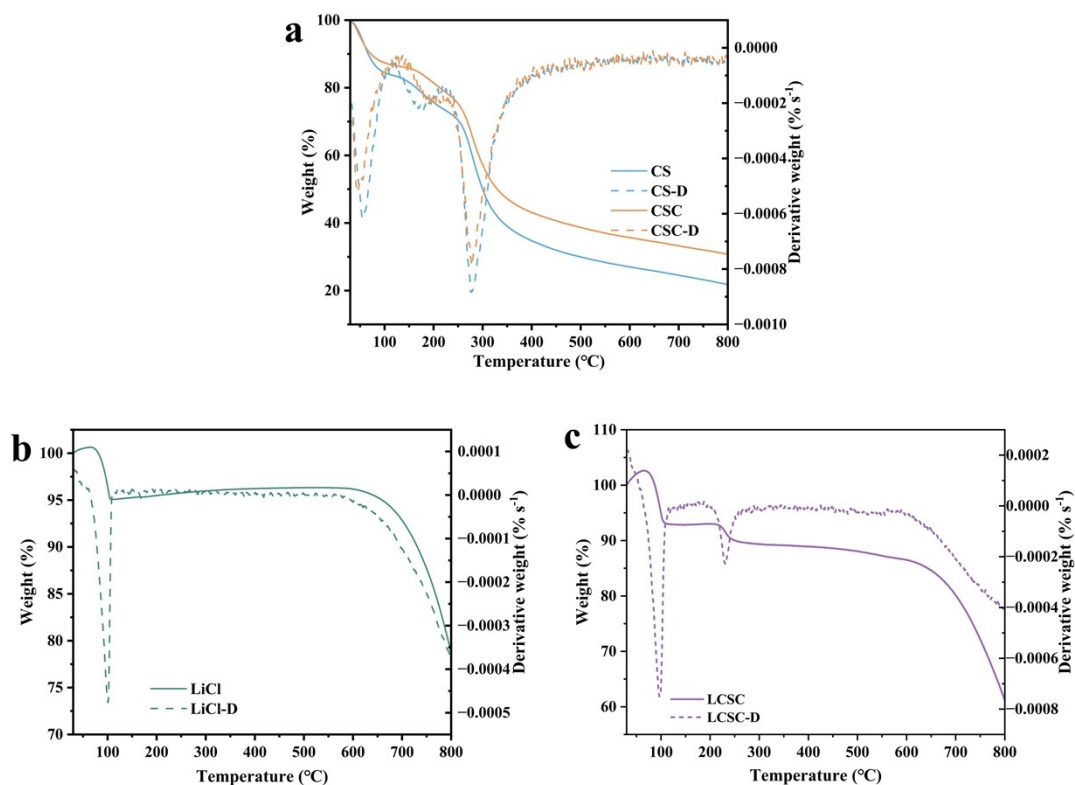 a
100
80
60
40
20
Weight (%)
0.0000
−0.0002
−0.0004
−0.0006
−0.0008
−0.0010
Derivative weight (% s-1)
CS
CS-D
CSC
CSC-D
100 200 300 400 500 600 700 800
Temperature (°C)
b
100
95
90
85
80
75
70
Weight (%)
0.0001
0.0000
−0.0001
−0.0002
−0.0003
−0.0004
−0.0005
Derivative weight (% s-1)
LiCl
LiCl-D
100 200 300 400 500 600 700 800
Temperature (°C)
c
110
100
90
80
70
60
Weight (%)
0.0002
0.0000
−0.0002
−0.0004
−0.0006
−0.0008
Derivative weight (% s-1)
LCSC
LCSC-D
100 200 300 400 500 600 700 800
Temperature (°C)